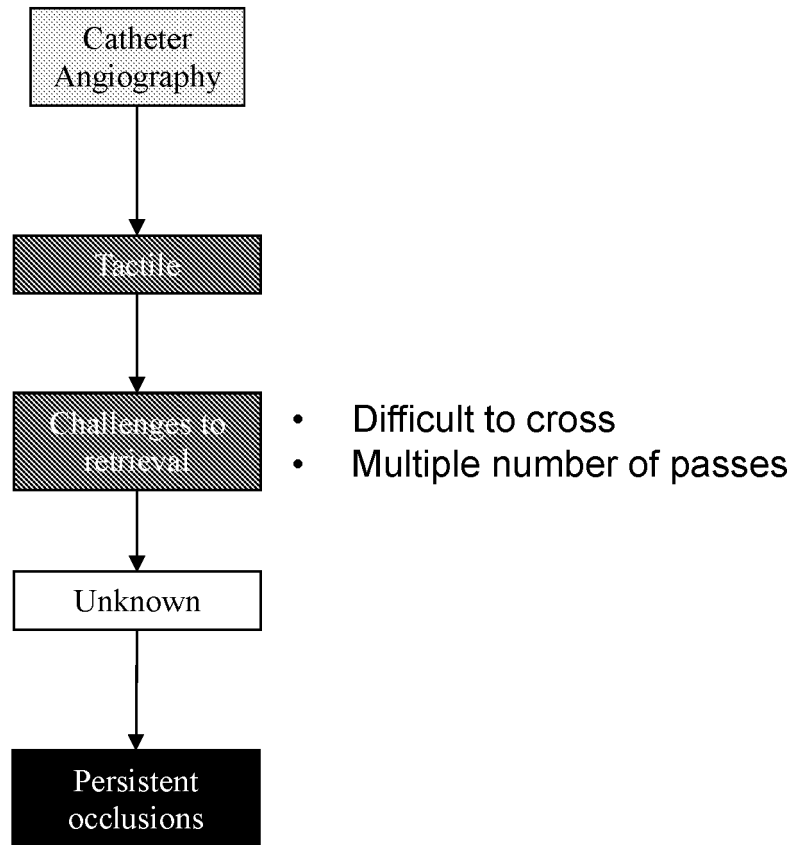 Catheter
Angiography
Tactile
Challenges to
retrieval
• Difficult to cross
• Multiple number of passes
Unknown
Persistent
occlusions